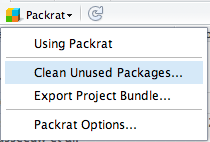 Packrat
Using Packrat
Clean Unused Packages...
Export Project Bundle...
Packrat Options...